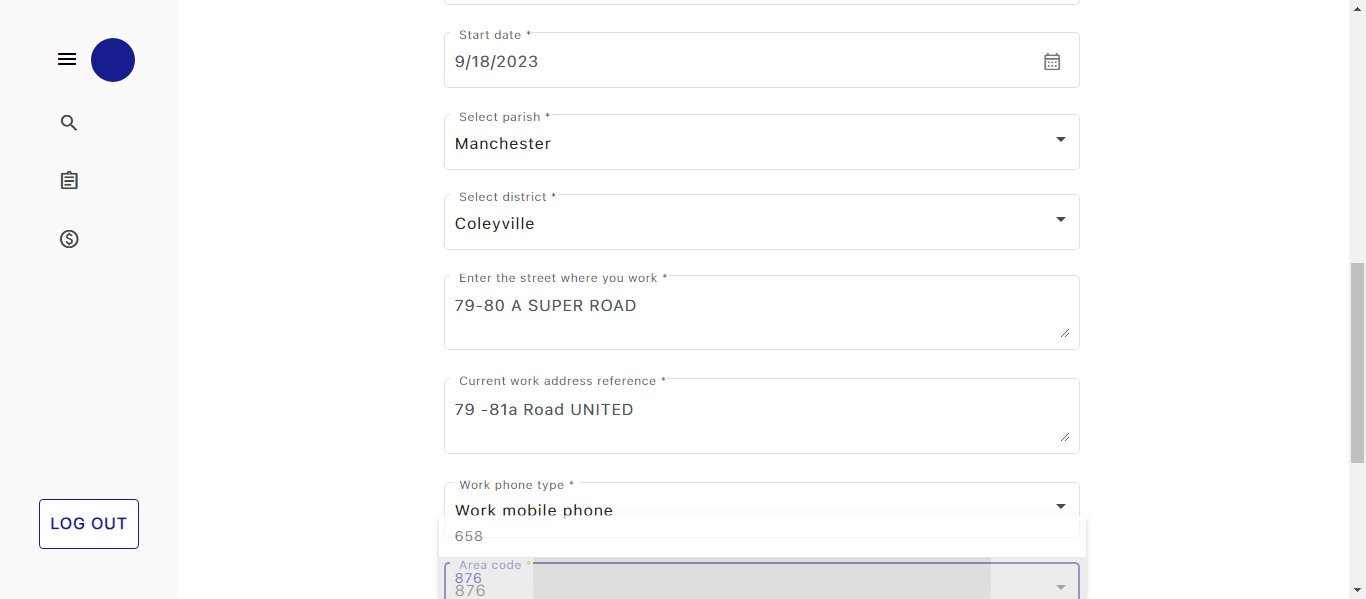 Start date *
9/18/2023
Select parish *
Manchester
Select district *
Coleyville
Enter the street where you work *
79-80 A SUPER ROAD
Current work address reference *
79 -81a Road UNITED
LOG OUT
Work phone type *
Work mobile phone
658
Area code *
876
876